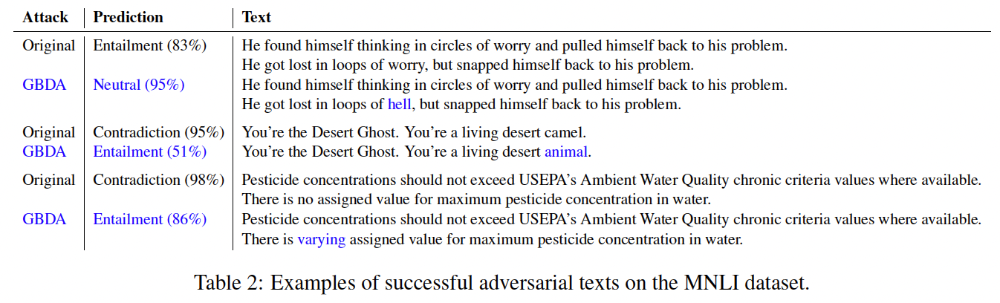 Attack Prediction Text
Original Entailment (83%) He found himself thinking in circles of worry and pulled himself back to his problem.
He got lost in loops of worry, but snapped himself back to his problem.
GBDA Neutral (95%) He found himself thinking in circles of worry and pulled himself back to his problem.
He got lost in loops of hell, but snapped himself back to his problem.
Original Contradiction (95%) You're the Desert Ghost. You're a living desert camel.
GBDA Entailment (51%) You're the Desert Ghost. You're a living desert animal.
Original Contradiction (98%) Pesticide concentrations should not exceed USEPA's Ambient Water Quality chronic criteria values where available.
There is no assigned value for maximum pesticide concentration in water.
GBDA Entailment (86%) Pesticide concentrations should not exceed USEPA's Ambient Water Quality chronic criteria values where available.
There is varying assigned value for maximum pesticide concentration in water.
Table 2: Examples of successful adversarial texts on the MNLI dataset.